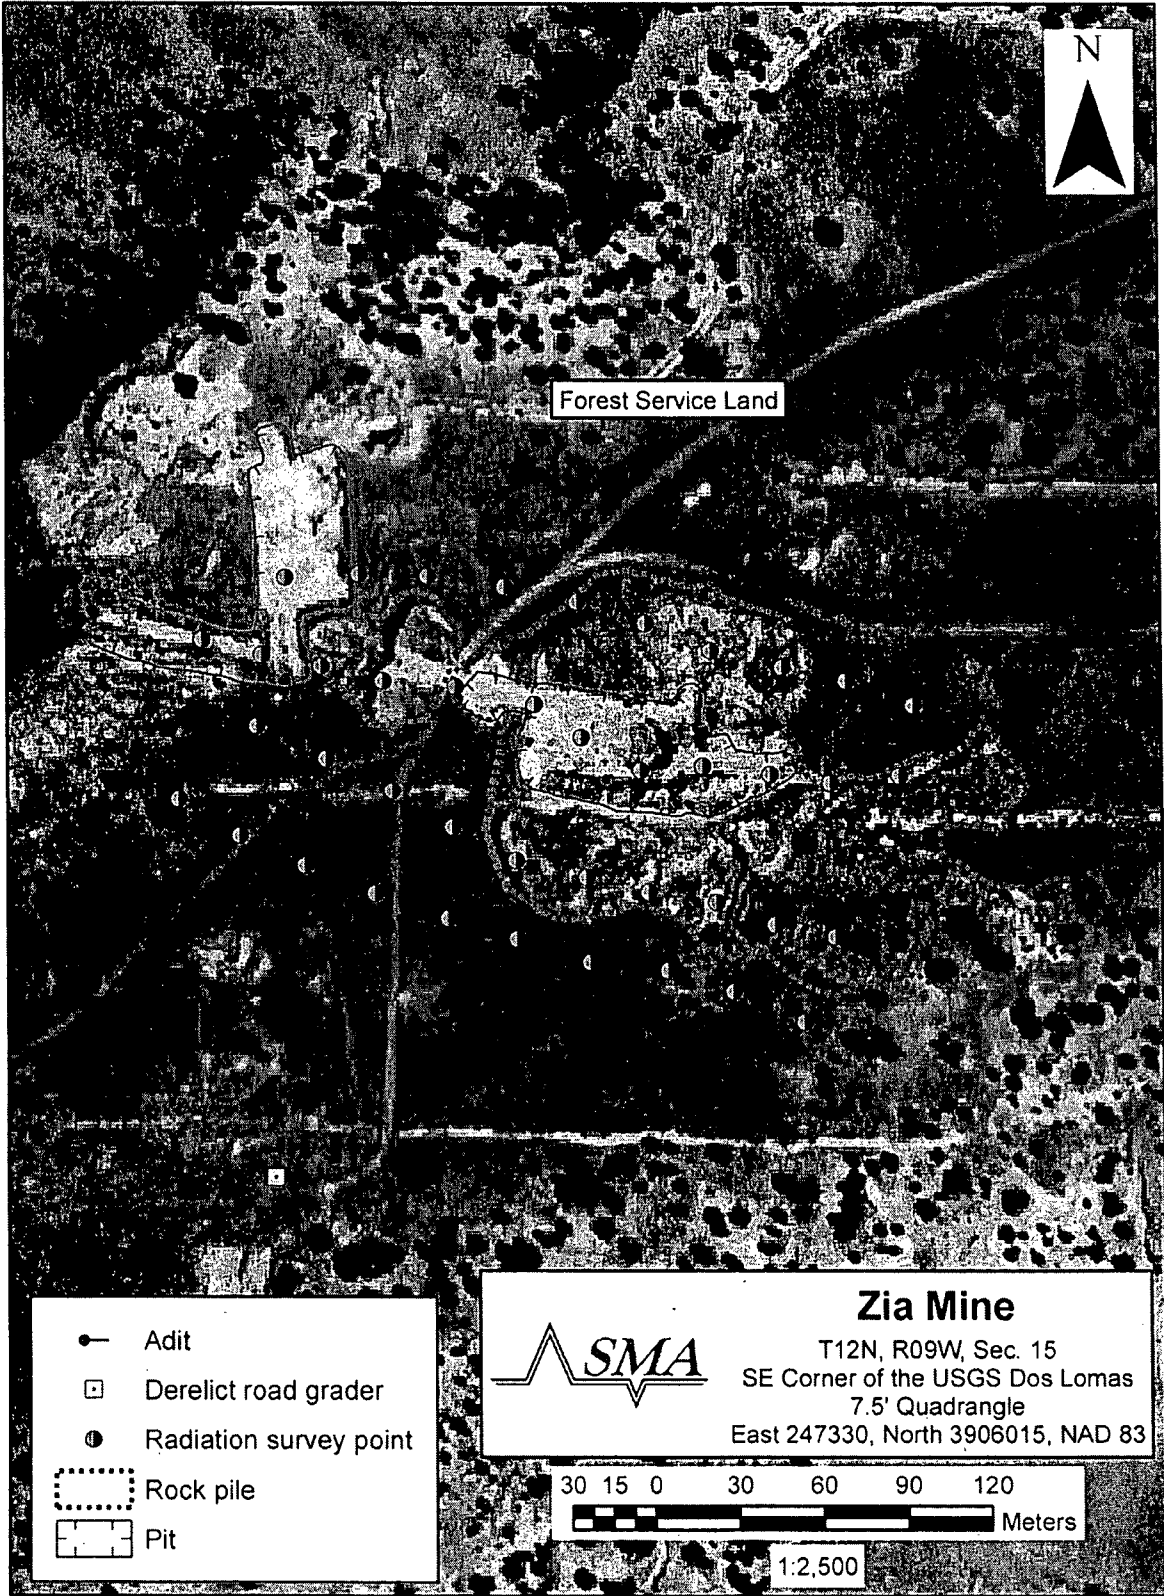 N
Forest Service Land
Adit
Derelict road grader
Radiation survey point
Rock pile
Pit
SMA
Zia Mine
T12N, R09W, Sec. 15
SE Corner of the USGS Dos Lomas
7.5' Quadrangle
East 247330, North 3906015, NAD 83
30 15 0 30 60 90 120
Meters
1:2,500